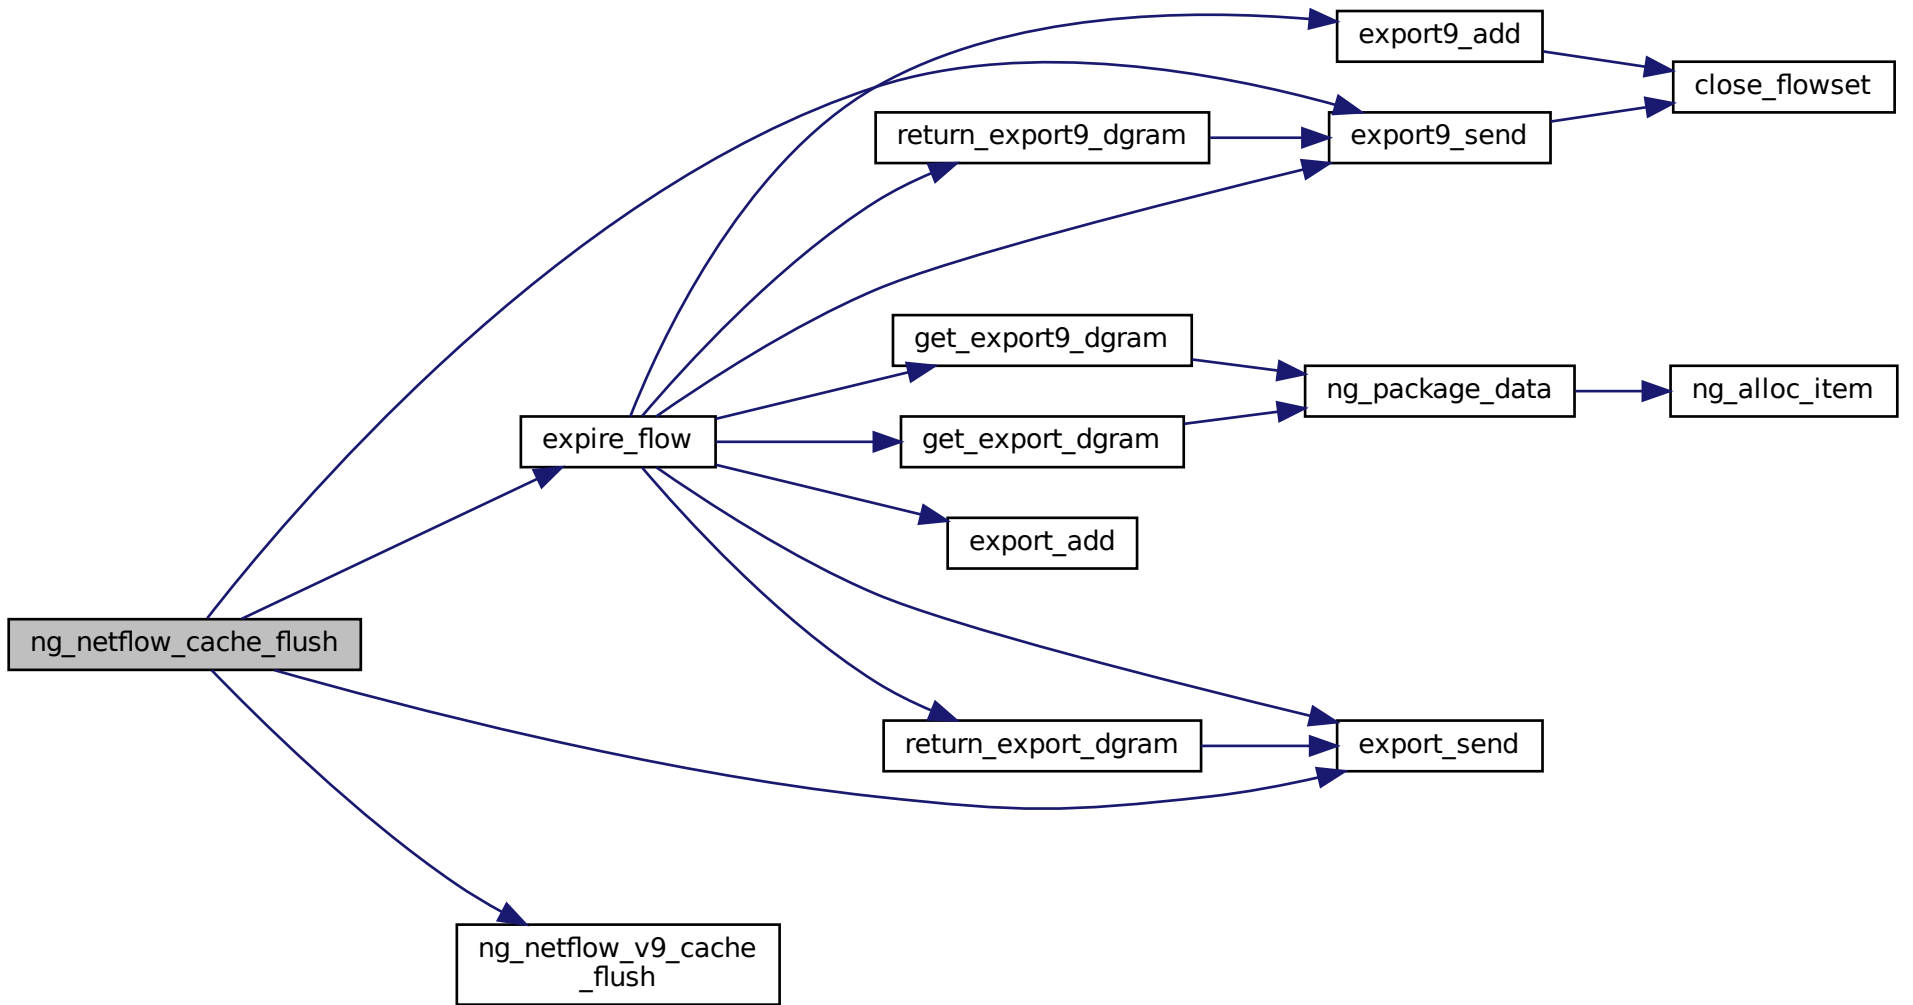 export9_add
close_flowset
return_export9_dgram
export9_send
get_export9_dgram
ng_package_data
ng_alloc_item
expire_flow
get_export_dgram
export_add
ng_netflow_cache_flush
return_export_dgram
export_send
ng_netflow_v9_cache
_flush